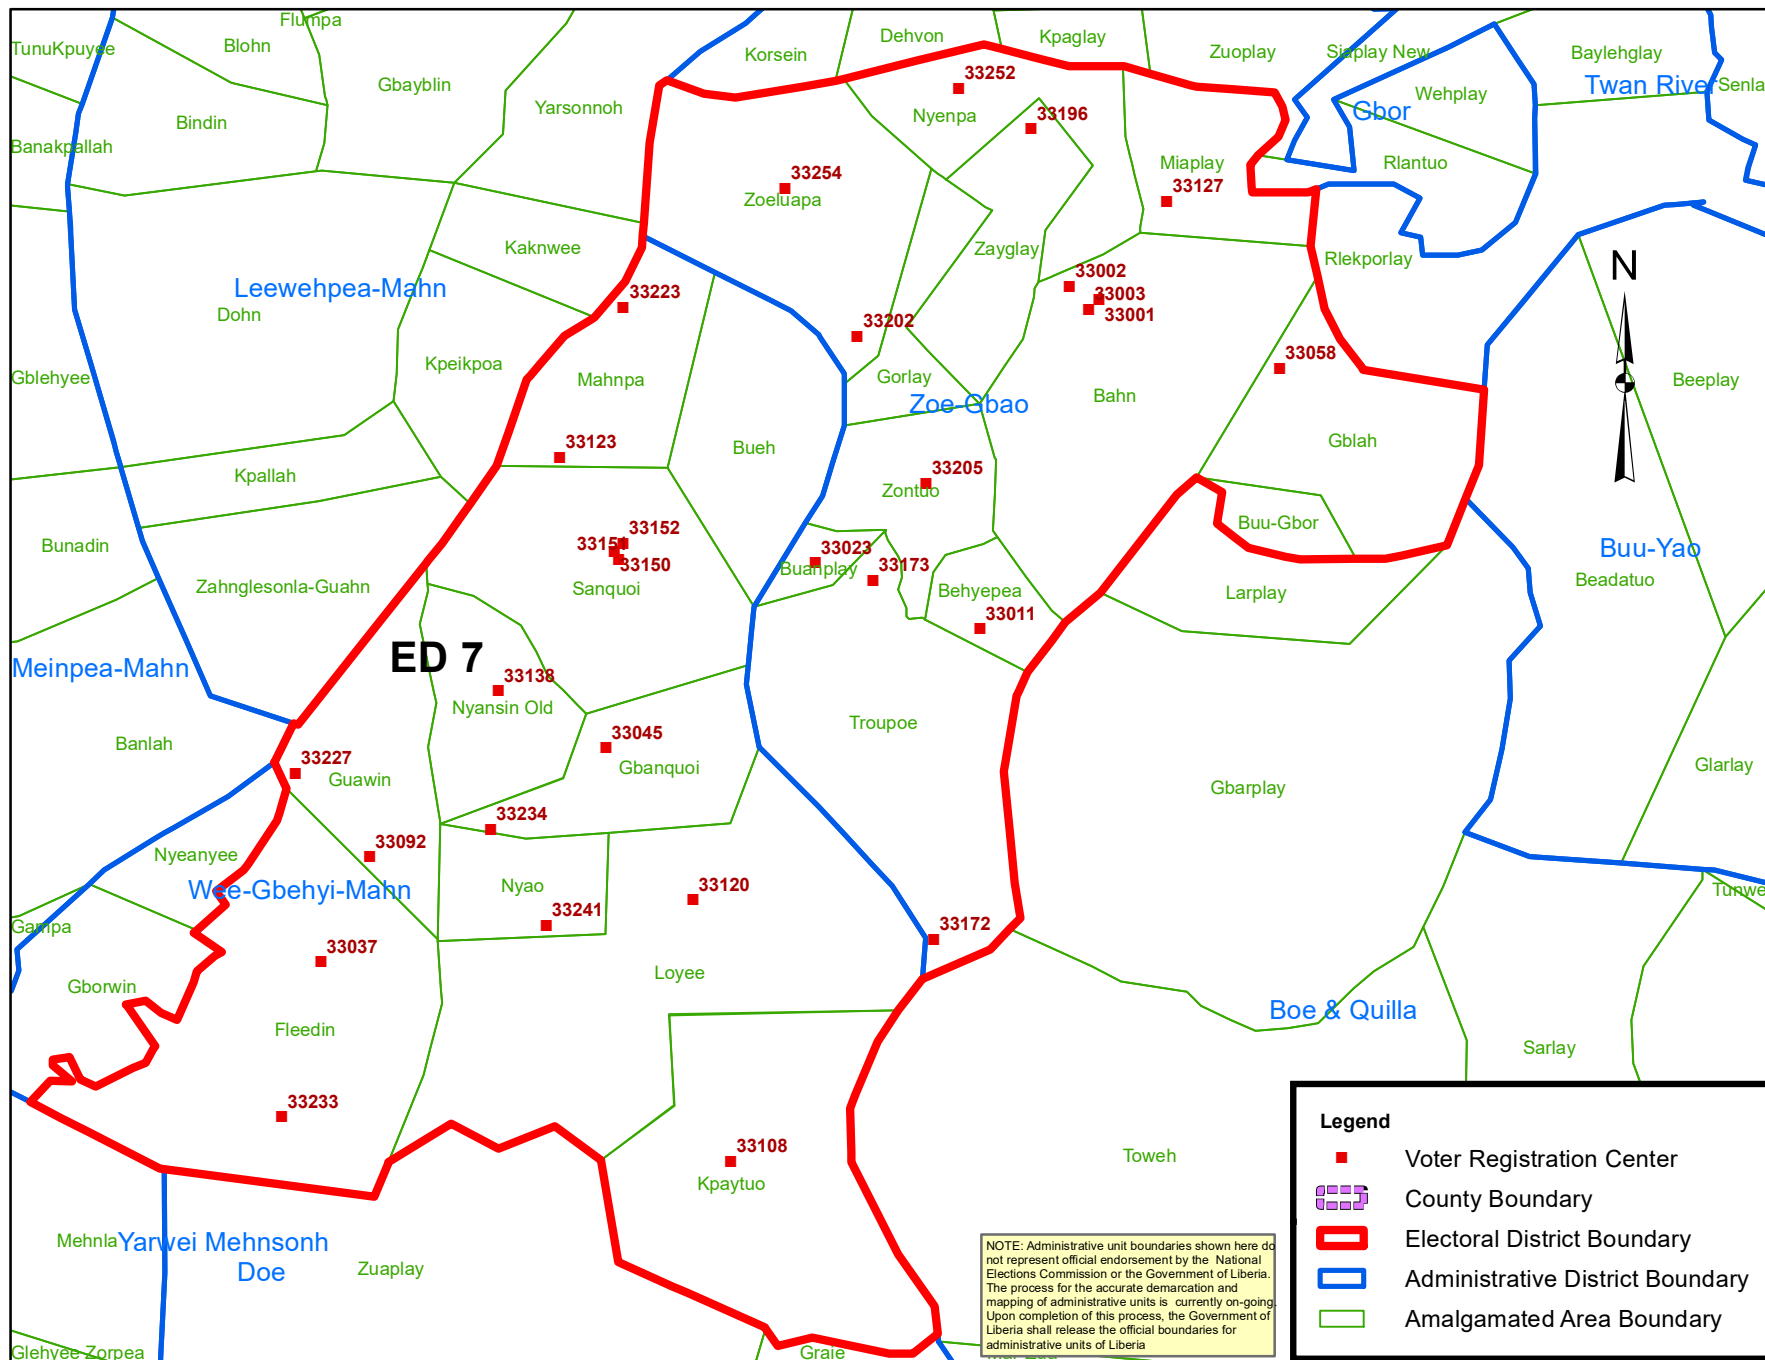 Flumpa
TunuKpuyee
Blohn
Gbayblin
Korsein
Dehvon
Kpaglay
Zuoplay
Siaplay New
Baylehglay
Twan River
Senla
Bindin
Yarsonnoh
33252
Nyenpa
33196
Wehplay
Gbor
Banakpallah
Miaplay
Rlantuo
33254
Zoeluapa
33127
Kaknwee
Zayglay
Rlekporlay
N
Leewehpea-Mahn
Dohn
33223
33002
33003
33001
33202
33058
Gblehyee
Kpeikpoa
Mahnpa
Gorlay
Zoe-Gbao
Bahn
Beeplay
33123
Bueh
Gblah
Kpallah
33205
Zontuo
Buu-Gbor
Bunadin
33152
33151
33150
33023
33173
Buanplay
Buu-Yao
Beadatuo
Zahnglesonla-Guahn
Sanquoi
Behyepea
33011
Larplay
ED 7
Meinpea-Mahn
33138
Nyansin Old
Troupoe
Banlah
33045
Gbanquoi
33227
Guawin
Gbarplay
Glarlay
33234
33092
Nyeanyee
Wee-Gbehyi-Mahn
Nyao
33120
Tunwe
33241
33172
Gampa
33037
Loyee
Gborwin
Boe & Quilla
Fleedin
Sarlay
33233
33108
Kpaytuo
Toweh
Mehnla
Yarwei Mehnsonh
Doe
Zuaplay
Glehyee Zorpea
Graie
NOTE: Administrative unit boundaries shown here do
not represent official endorsement by the National
Elections Commission or the Government of Liberia.
The process for the accurate demarcation and
mapping of administrative units is currently on-going.
Upon completion of this process, the Government of
Liberia shall release the official boundaries for
administrative units of Liberia
Legend
Voter Registration Center
County Boundary
Electoral District Boundary
Administrative District Boundary
Amalgamated Area Boundary